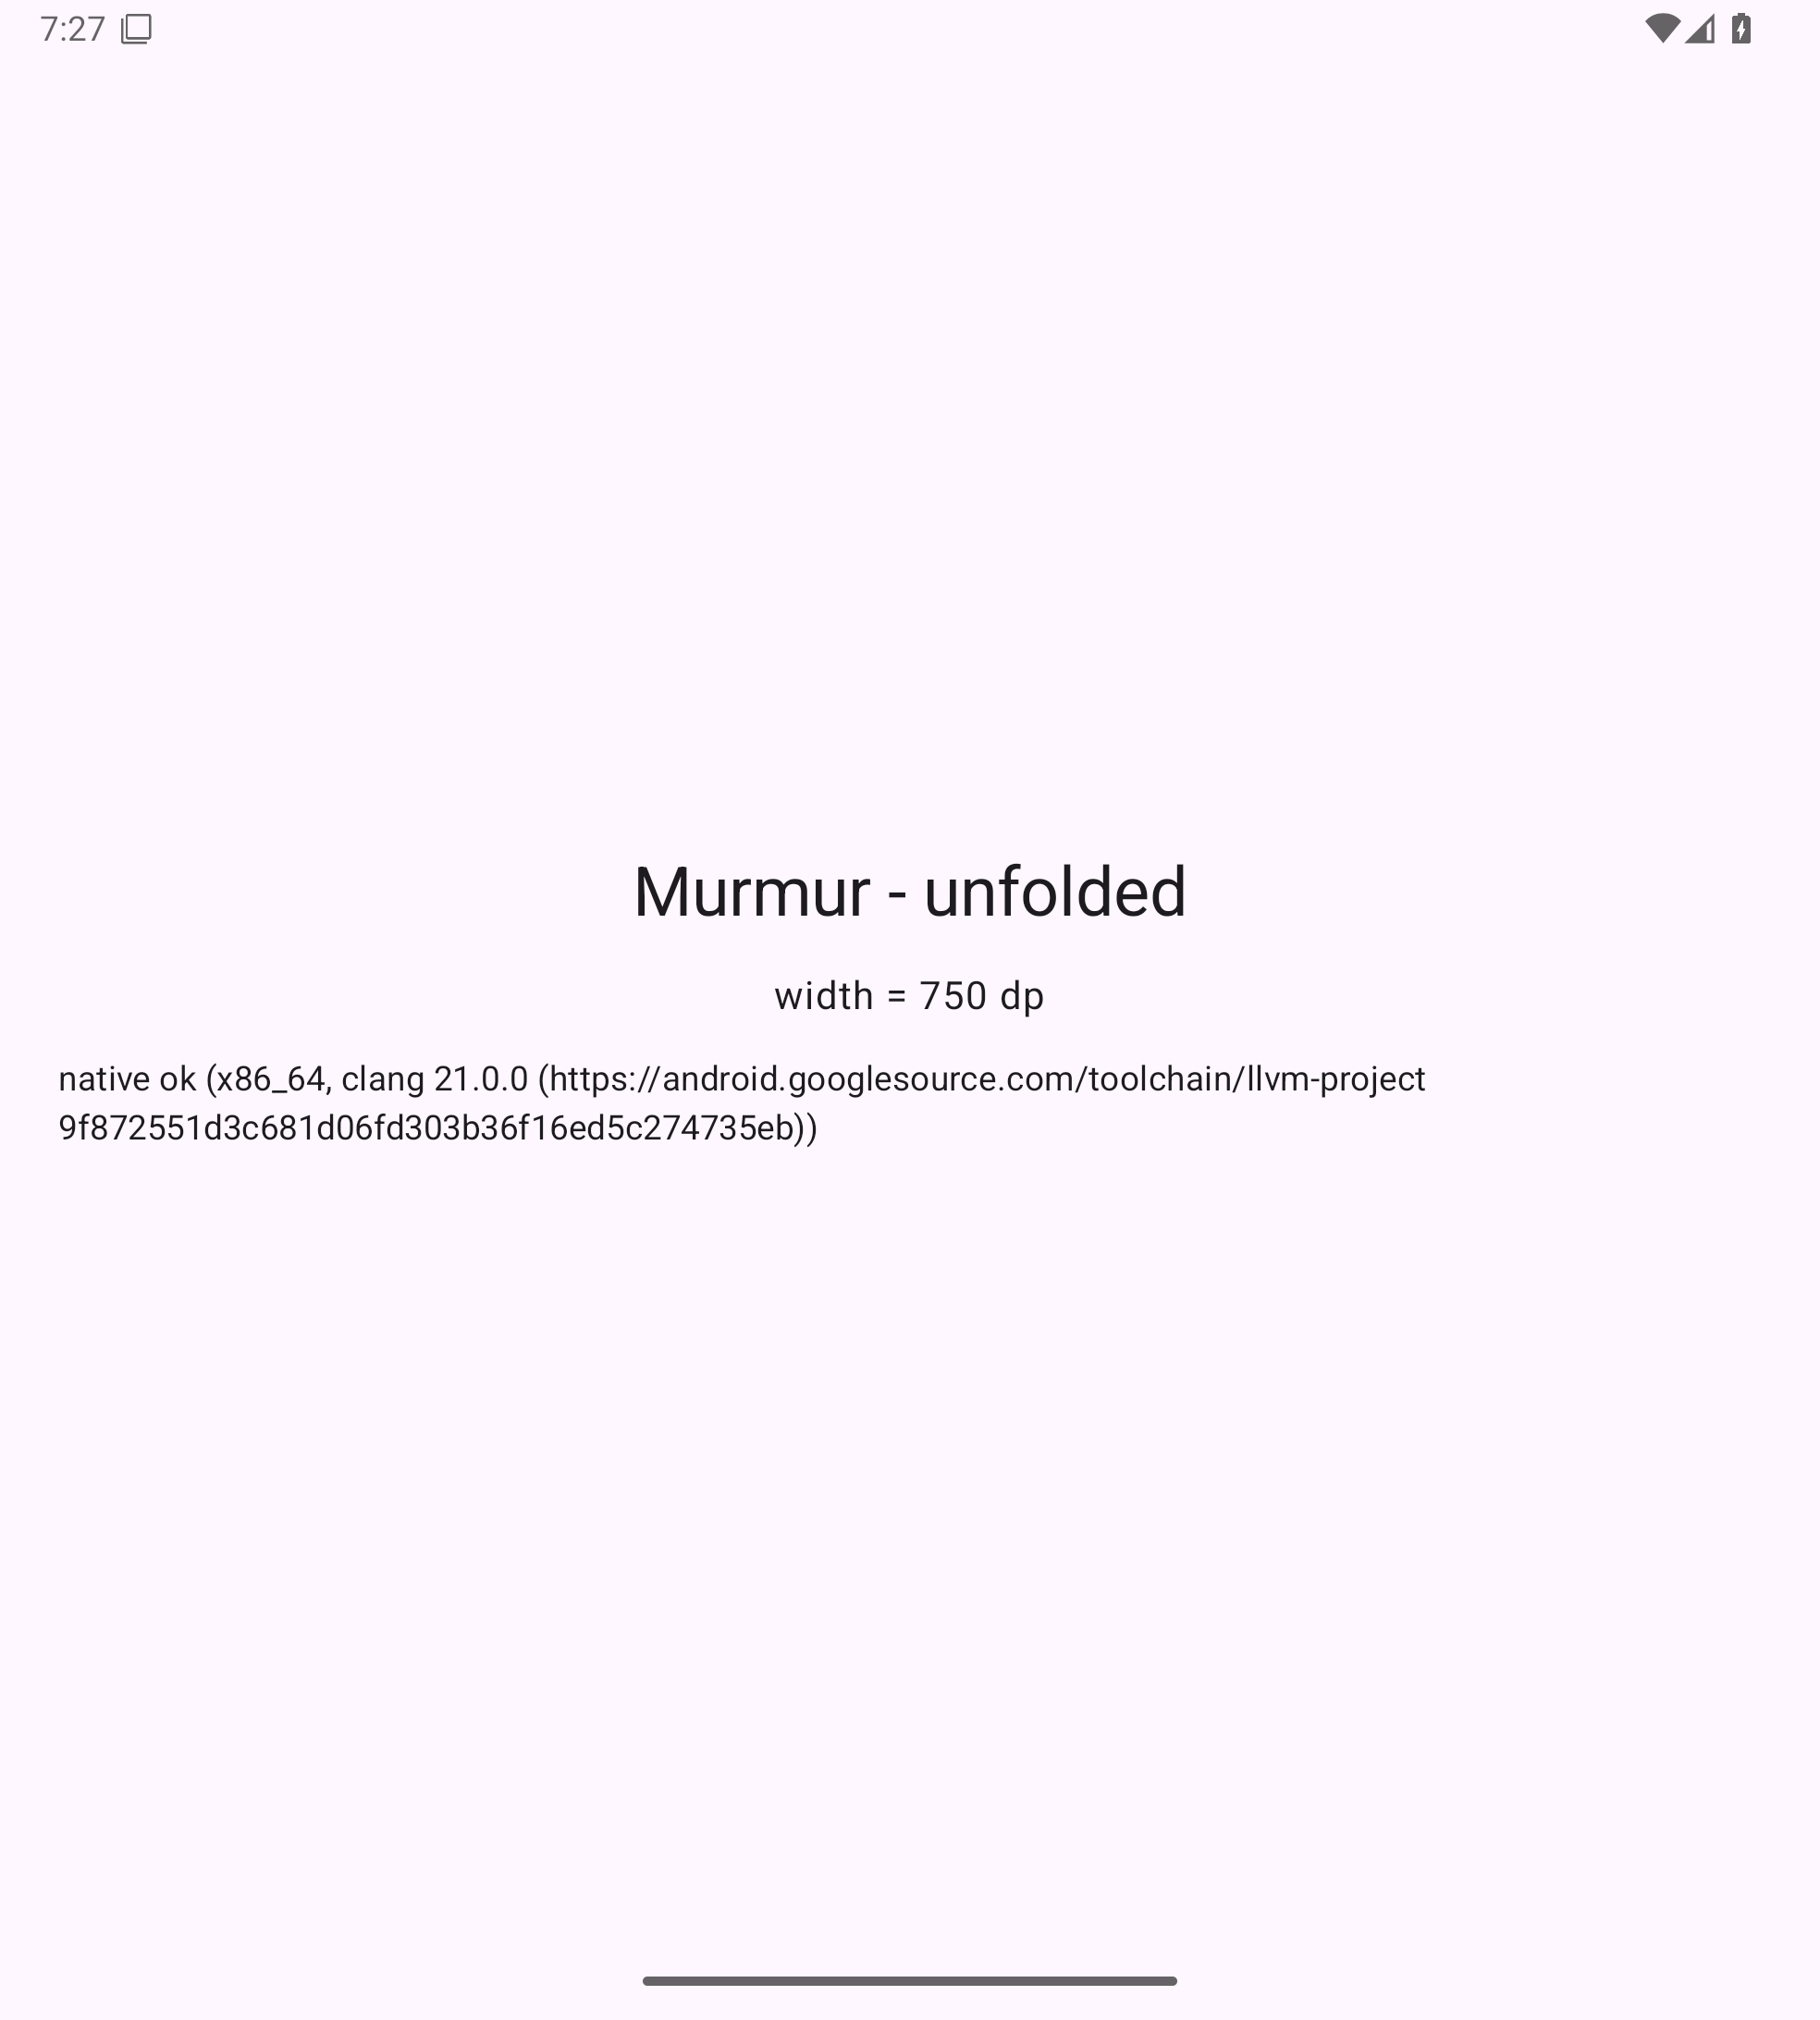 7:27
Murmur - unfolded
width = 750 dp
native ok (x86_64, clang 21.0.0 (https://android.googlesource.com/toolchain/llvm-project
9f872551d3c681d06fd303b36f16ed5c274735eb))